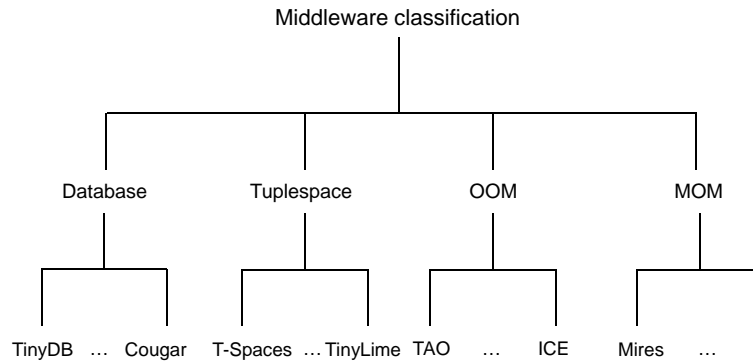 Middleware classification
Database Tuplespace OOM MOM
TinyDB … Cougar T-Spaces … TinyLime TAO … ICE Mires …